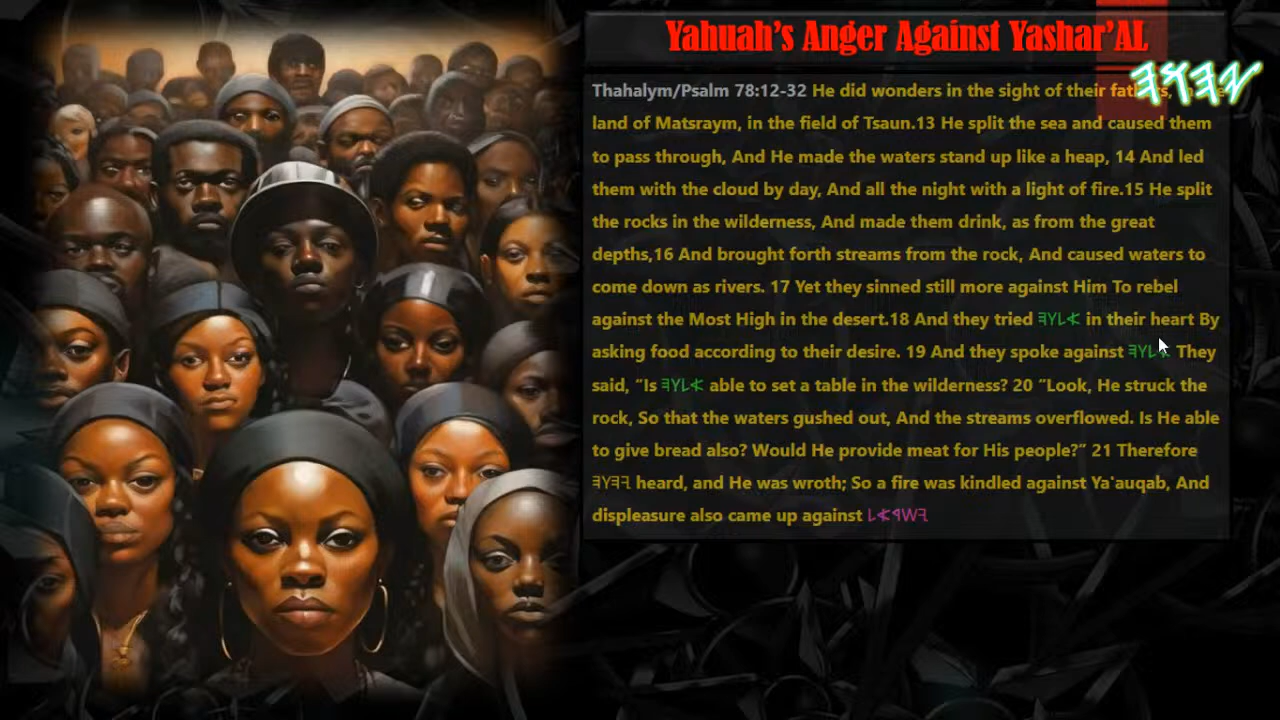 Yahuah's Anger Against Yashar'AL
𐤉𐤄𐤅𐤄
Thahalym/Psalm 78:12-32 He did wonders in the sight of their
land of Matsraym, in the field of Tsaun.13 He split the sea and caused them
to pass through, And He made the waters stand up like a heap, 14 And led
them with the cloud by day, And all the night with a light of fire.15 He split
the rocks in the wilderness, And made them drink, as from the great
depths,16 And brought forth streams from the rock, And caused waters to
come down as rivers. 17 Yet they sinned still more against Him To rebel
against the Most High in the desert.18 And they tried 𐤀𐤋𐤅𐤄 in their heart By
asking food according to their desire. 19 And they spoke against 𐤀𐤋𐤅𐤄 They
said, “Is 𐤀𐤋𐤅𐤄 able to set a table in the wilderness? 20 “Look, He struck the
rock, So that the waters gushed out, And the streams overflowed. Is He able
to give bread also? Would He provide meat for His people?” 21 Therefore
𐤉𐤄𐤅𐤄 heard, and He was wroth; So a fire was kindled against Ya‛auqab, And
displeasure also came up against 𐤉𐤔𐤓𐤀𐤋